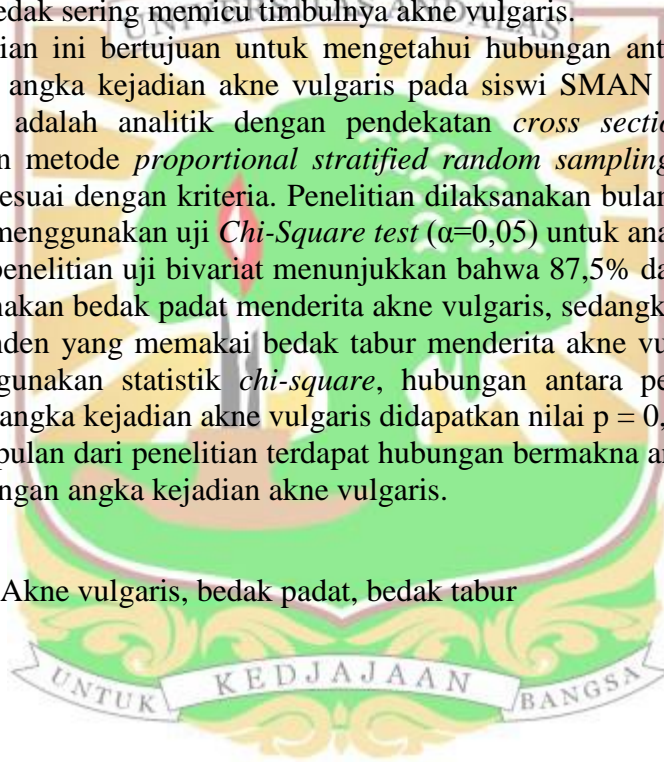 bedak sering memicu timbulnya akne vulgaris.
UNIVERSITAS ANDALAS
ian ini bertujuan untuk mengetahui hubungan ant
angka kejadian akne vulgaris pada siswi SMAN
adalah analitik dengan pendekatan cross sectio
n metode proportional stratified random sampling
esuai dengan kriteria. Penelitian dilaksanakan bulan
menggunakan uji Chi-Square test (α=0,05) untuk ana
penelitian uji bivariat menunjukkan bahwa 87,5% da
nakan bedak padat menderita akne vulgaris, sedangk
nden yang memakai bedak tabur menderita akne vu
gunakan statistik chi-square, hubungan antara pe
angka kejadian akne vulgaris didapatkan nilai p = 0,
pulan dari penelitian terdapat hubungan bermakna an
ngan angka kejadian akne vulgaris.
Akne vulgaris, bedak padat, bedak tabur
UNTUK KEDJAJAAN BANGSA